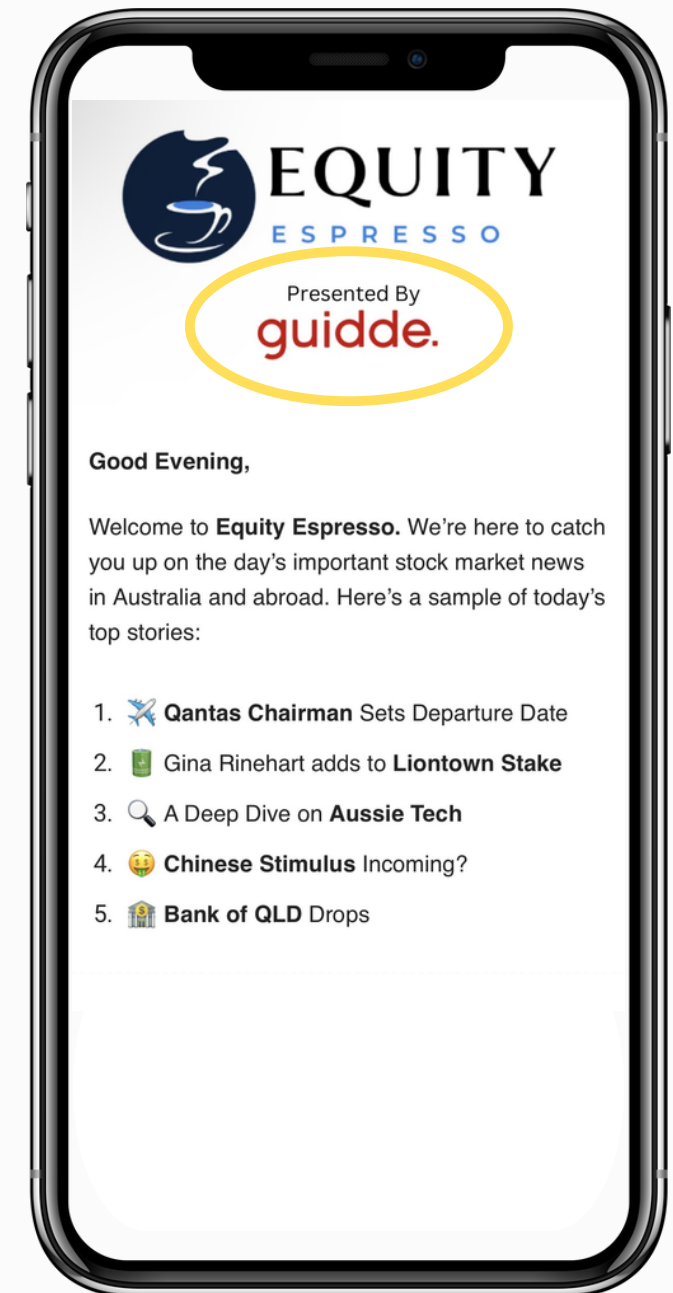 EQUITY
ESPRESSO
Presented By
guidde.
Good Evening,
Welcome to Equity Espresso. We’re here to catch
you up on the day’s important stock market news
in Australia and abroad. Here’s a sample of today’s
top stories:
1. ✈️ Qantas Chairman Sets Departure Date
2. 🔋 Gina Rinehart adds to Liontown Stake
3. 🔍 A Deep Dive on Aussie Tech
4. 🤑 Chinese Stimulus Incoming?
5. 🏦 Bank of QLD Drops